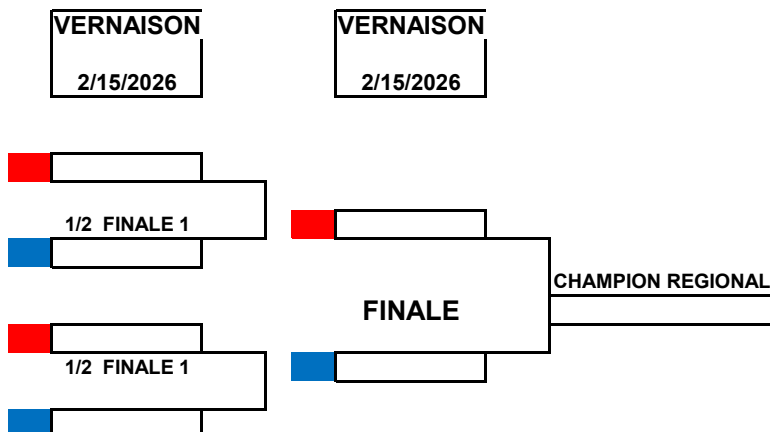 VERNAISON
2/15/2026
VERNAISON
2/15/2026
1/2 FINALE 1
FINALE
CHAMPION REGIONAL
1/2 FINALE 1